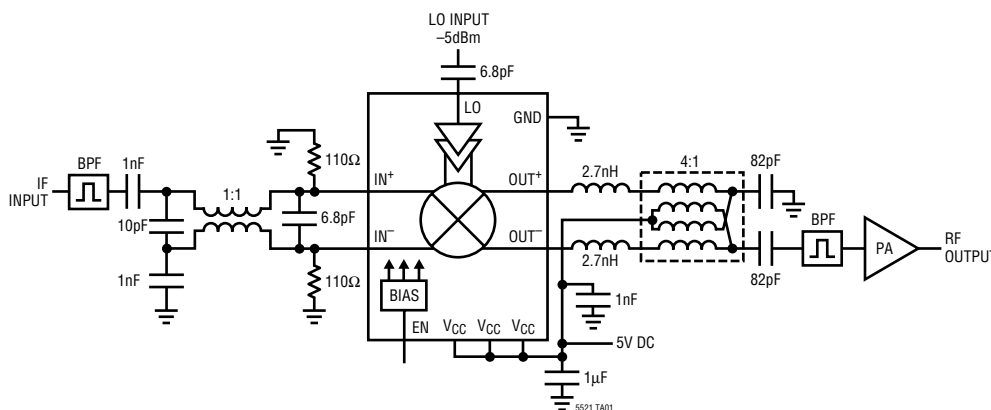 LO INPUT
–5dBm
6.8pF
LO
GND
110Ω
BPF
1nF
IF
INPUT
1:1
10pF
6.8pF
1nF
110Ω
IN+
IN–
OUT+
OUT–
2.7nH
2.7nH
4:1
82pF
82pF
BPF
PA
RF
OUTPUT
BIAS
EN
VCC VCC VCC
1nF
5V DC
1µF
5521 TA01